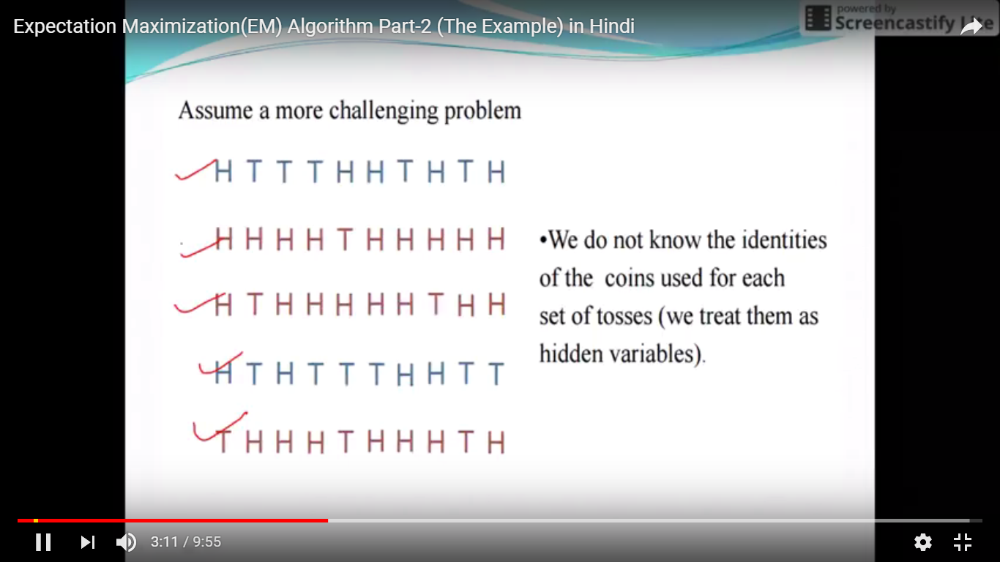 Expectation Maximization(EM) Algorithm Part-2 (The Example) in Hindi
powered by
Screencastify Lite
Assume a more challenging problem
H T T T H H T H T H
H H H H T H H H H H
H T H H H H H T H H
H T H T T T H H T T
T H H H T H H H T H
•We do not know the identities
of the coins used for each
set of tosses (we treat them as
hidden variables).
3:11 / 9:55